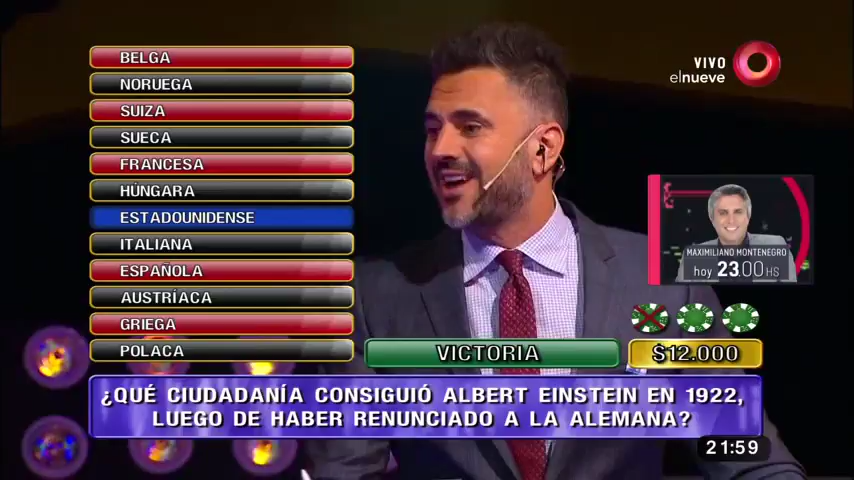 BELGA
NORUEGA
SUIZA
SUECA
FRANCESA
HÚNGARA
ESTADOUNIDENSE
ITALIANA
ESPAÑOLA
AUSTRÍACA
GRIEGA
POLACA
VIVO
elnueve
MAXIMILIANO MONTENEGRO
hoy 23:00 HS
VICTORIA
$12.000
¿QUÉ CIUDADANÍA CONSIGUIÓ ALBERT EINSTEIN EN 1922,
LUEGO DE HABER RENUNCIADO A LA ALEMANA?
21:59